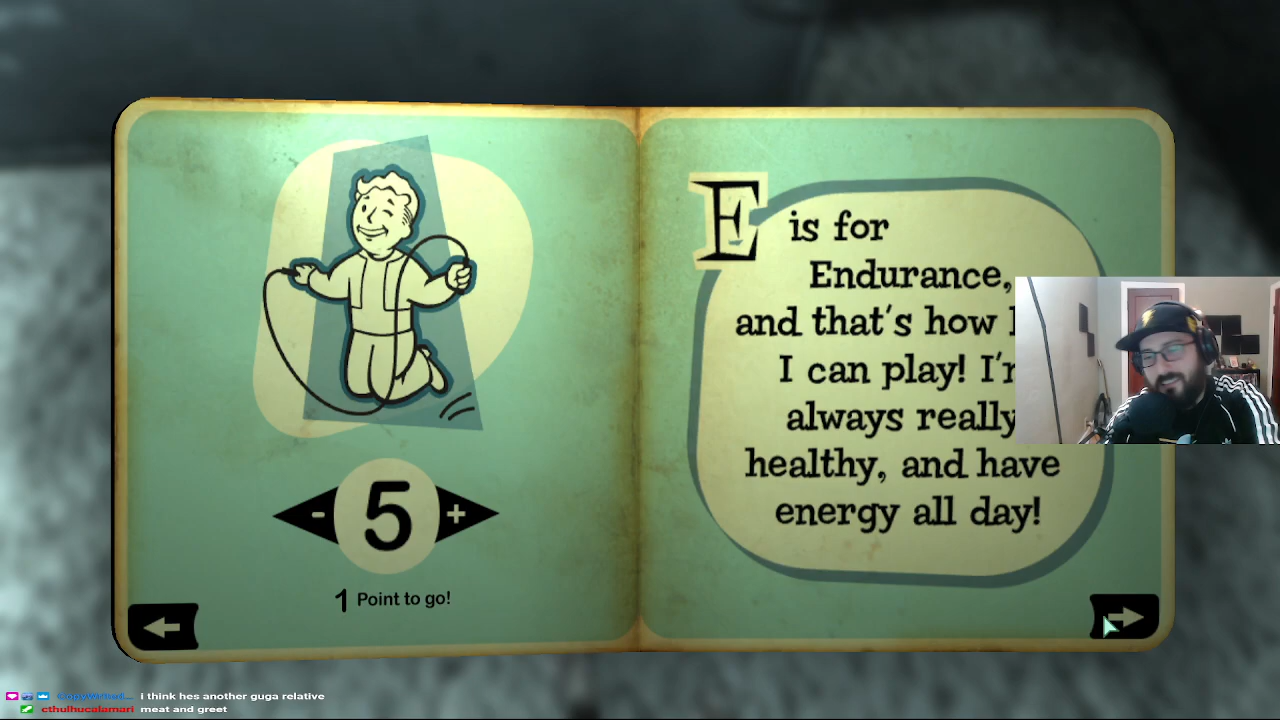 E is for
Endurance,
and that's how
I can play! I'm
always really
healthy, and have
energy all day!
- 5 +
1 Point to go!
i think hes another guga relative
cthulhucalamari meat and greet